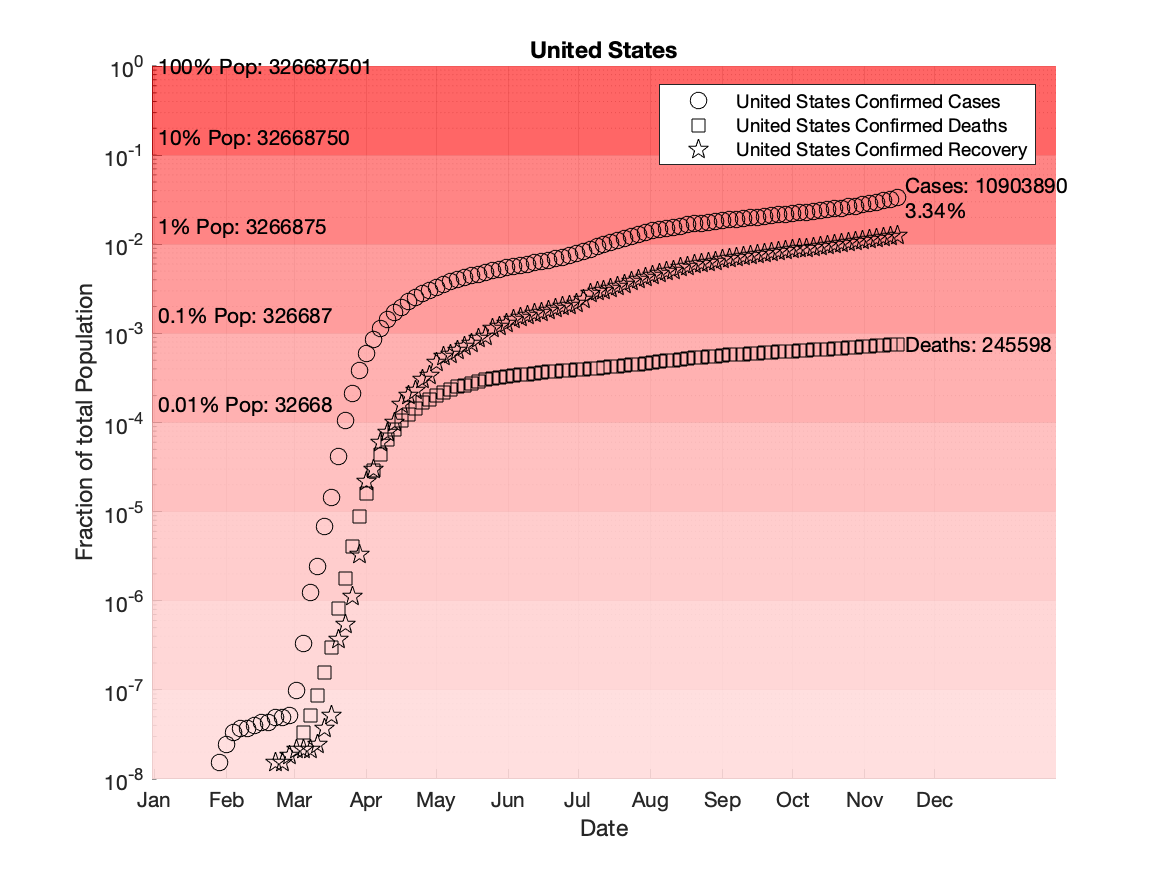 United States
10^0
100% Pop: 326687501
United States Confirmed Cases
United States Confirmed Deaths
United States Confirmed Recovery
10% Pop: 32668750
10^-1
Cases: 10903890
3.34%
1% Pop: 3266875
10^-2
0.1% Pop: 326687
10^-3
Deaths: 245598
0.01% Pop: 32668
10^-4
10^-5
10^-6
10^-7
10^-8
Fraction of total Population
Jan Feb Mar Apr May Jun Jul Aug Sep Oct Nov Dec
Date